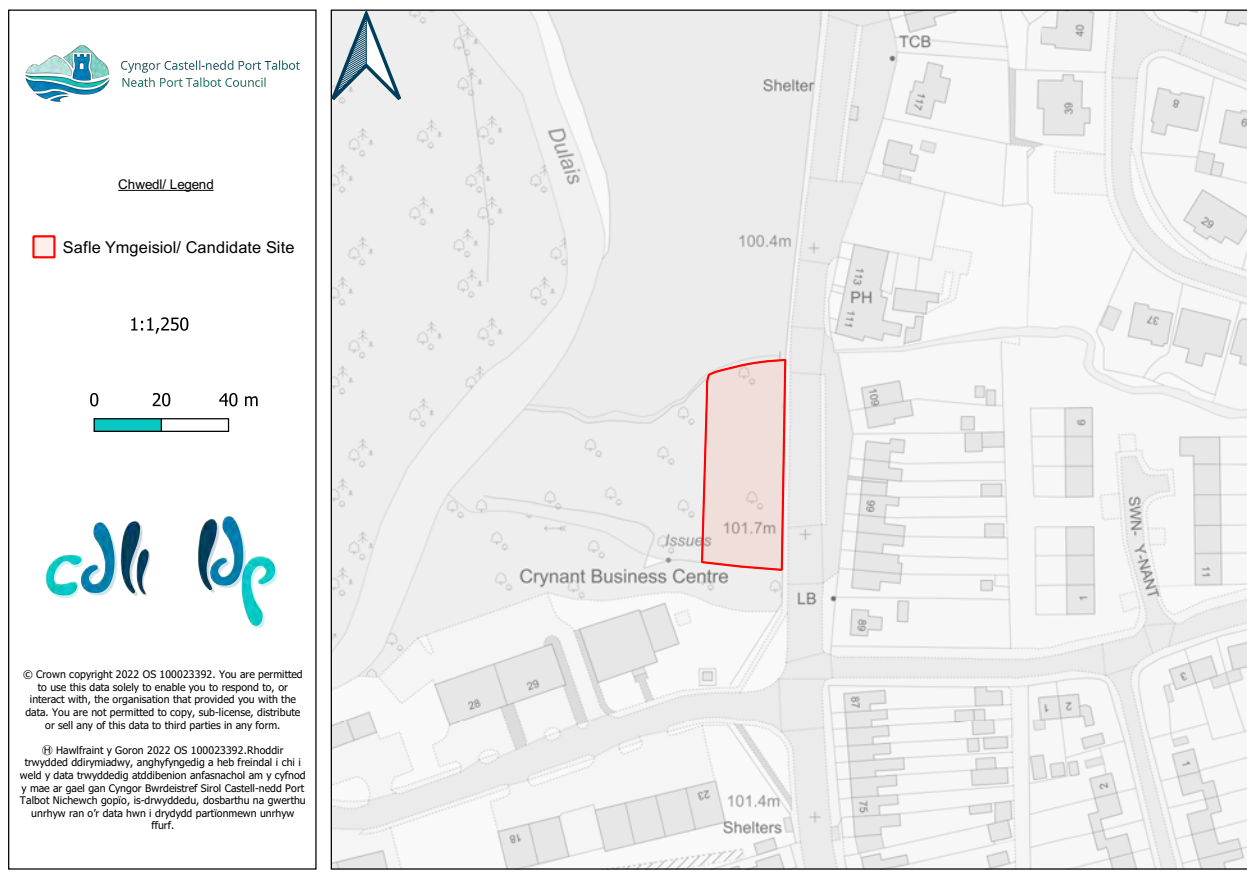 Cyngor Castell-nedd Port Talbot
Neath Port Talbot Council
Chwedl/ Legend
Safle Ymgeisiol/ Candidate Site
1:1,250
0 20 40 m
cdll ldp
© Crown copyright 2022 OS 100023392. You are permitted
to use this data solely to enable you to respond to, or
interact with, the organisation that provided you with the
data. You are not permitted to copy, sub-license, distribute
or sell any of this data to third parties in any form.
Ⓗ Hawlfraint y Goron 2022 OS 100023392.Rhoddir
trwydded ddirymiadwy, anghyfyngedig a heb freindal i chi i
weld y data trwyddedig atddibenion anfasnachol am y cyfnod
y mae ar gael gan Cyngor Bwrdeistref Sirol Castell-nedd Port
Talbot Nichewch gopïo, is-drwyddedu, dosbarthu na gwerthu
unrhyw ran o'r data hwn i drydydd partïonmewn unrhyw
ffurf.
TCB
40
Shelter
117
39
8
6
Dulais
29
100.4m
113
PH
111
37
109
9
99
101.7m
Issues
SWN- Y-NANT
11
Crynant Business Centre
LB
1
89
3
28
29
87
1
2
1
2
23
101.4m
75
18
Shelters